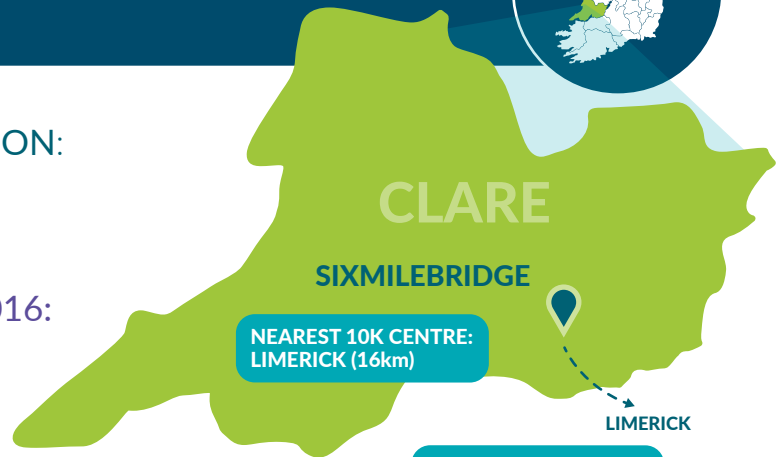 ON:
CLARE
SIXMILEBRIDGE
016:
NEAREST 10K CENTRE:
LIMERICK (16km)
LIMERICK